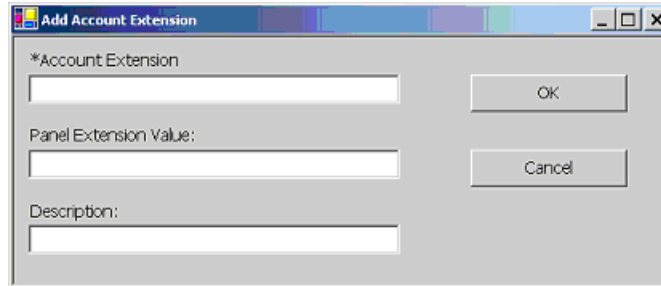 Add Account Extension
*Account Extension
OK
Panel Extension Value:
Cancel
Description: